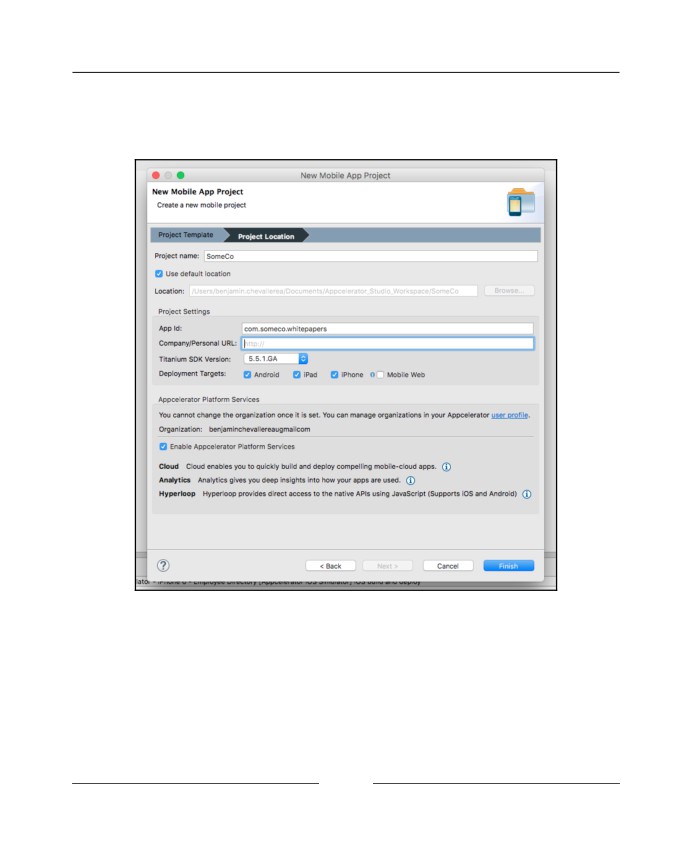 New Mobile App Project
New Mobile App Project
Create a new mobile project
Project Template
Project Location
Project name: SomeCo
Use default location
Location: /Users/benjamin.chevallerea/Documents/Appcelerator_Studio_Workspace/SomeCo Browse...
Project Settings
App Id: com.someco.whitepapers
Company/Personal URL: http://
Titanium SDK Version: 5.5.1.GA
Deployment Targets: Android iPad iPhone Mobile Web
Appcelerator Platform Services
You cannot change the organization once it is set. You can manage organizations in your Appcelerator user profile.
Organization: benjaminchevallereaugmailcom
Enable Appcelerator Platform Services
Cloud Cloud enables you to quickly build and deploy compelling mobile-cloud apps.
Analytics Analytics gives you deep insights into how your apps are used.
Hyperloop Hyperloop provides direct access to the native APIs using JavaScript (Supports iOS and Android)
? < Back Next > Cancel Finish
lator - iPhone 6 - Employee Directory [Appcelerator iOS Simulator] iOS build and deploy